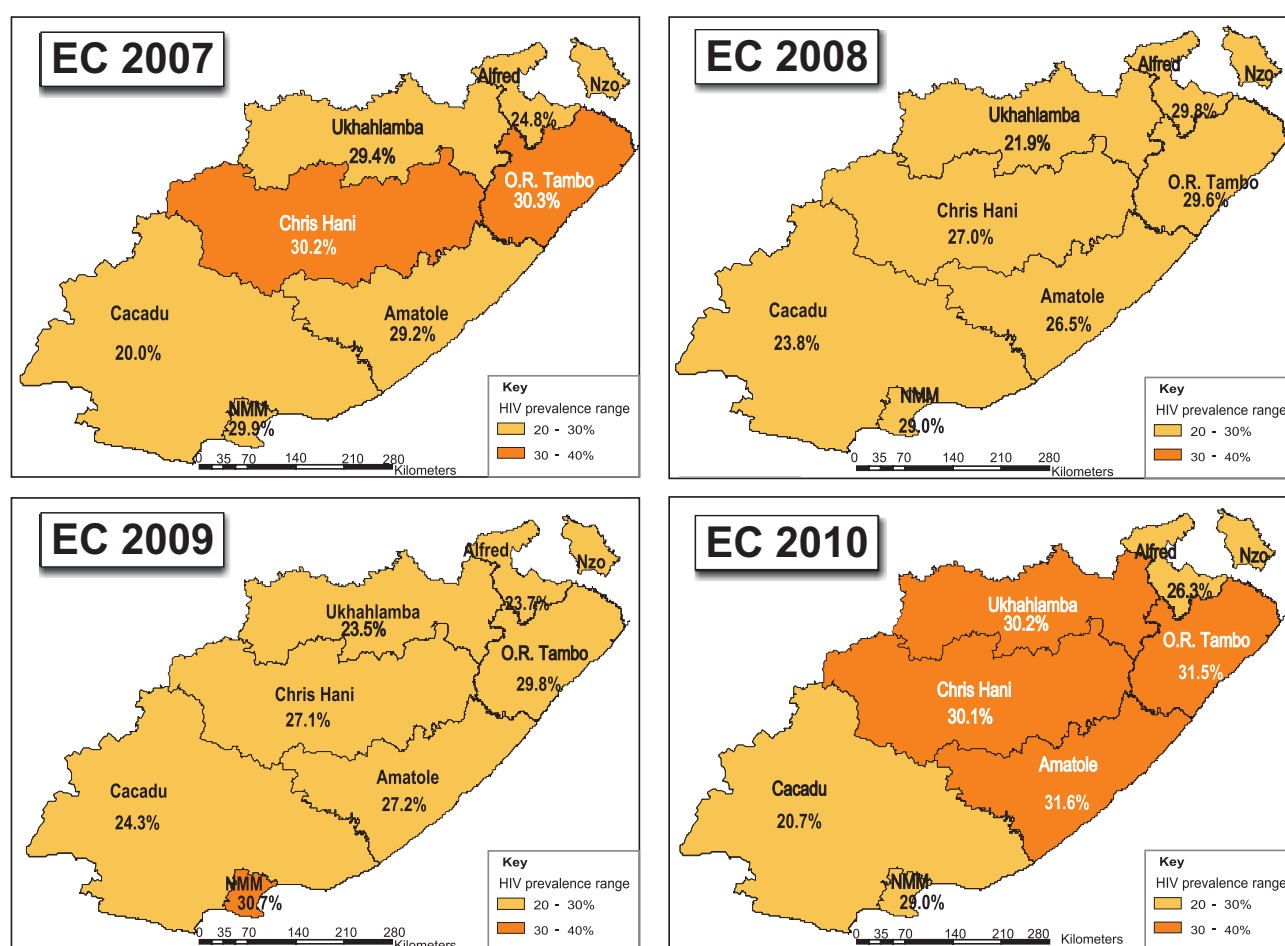 EC 2007
Alfred
Nzo
24.8%
Ukhahlamba
29.4%
O.R. Tambo
30.3%
Chris Hani
30.2%
Cacadu
20.0%
Amatole
29.2%
NMM
29.9%
0 35 70 140 210 280
Kilometers
Key
HIV prevalence range
20 - 30%
30 - 40%
EC 2008
Alfred
Nzo
29.8%
Ukhahlamba
21.9%
O.R. Tambo
29.6%
Chris Hani
27.0%
Amatole
26.5%
Cacadu
23.8%
NMM
29.0%
0 35 70 140 210 280
Kilometers
Key
HIV prevalence range
20 - 30%
30 - 40%
EC 2009
Alfred
Nzo
23.7%
Ukhahlamba
23.5%
O.R. Tambo
29.8%
Chris Hani
27.1%
Amatole
27.2%
Cacadu
24.3%
NMM
30.7%
0 35 70 140 210 280
Kilometers
Key
HIV prevalence range
20 - 30%
30 - 40%
EC 2010
Alfred
Nzo
26.3%
Ukhahlamba
30.2%
O.R. Tambo
31.5%
Chris Hani
30.1%
Amatole
31.6%
Cacadu
20.7%
NMM
29.0%
0 35 70 140 210 280
Kilometers
Key
HIV prevalence range
20 - 30%
30 - 40%